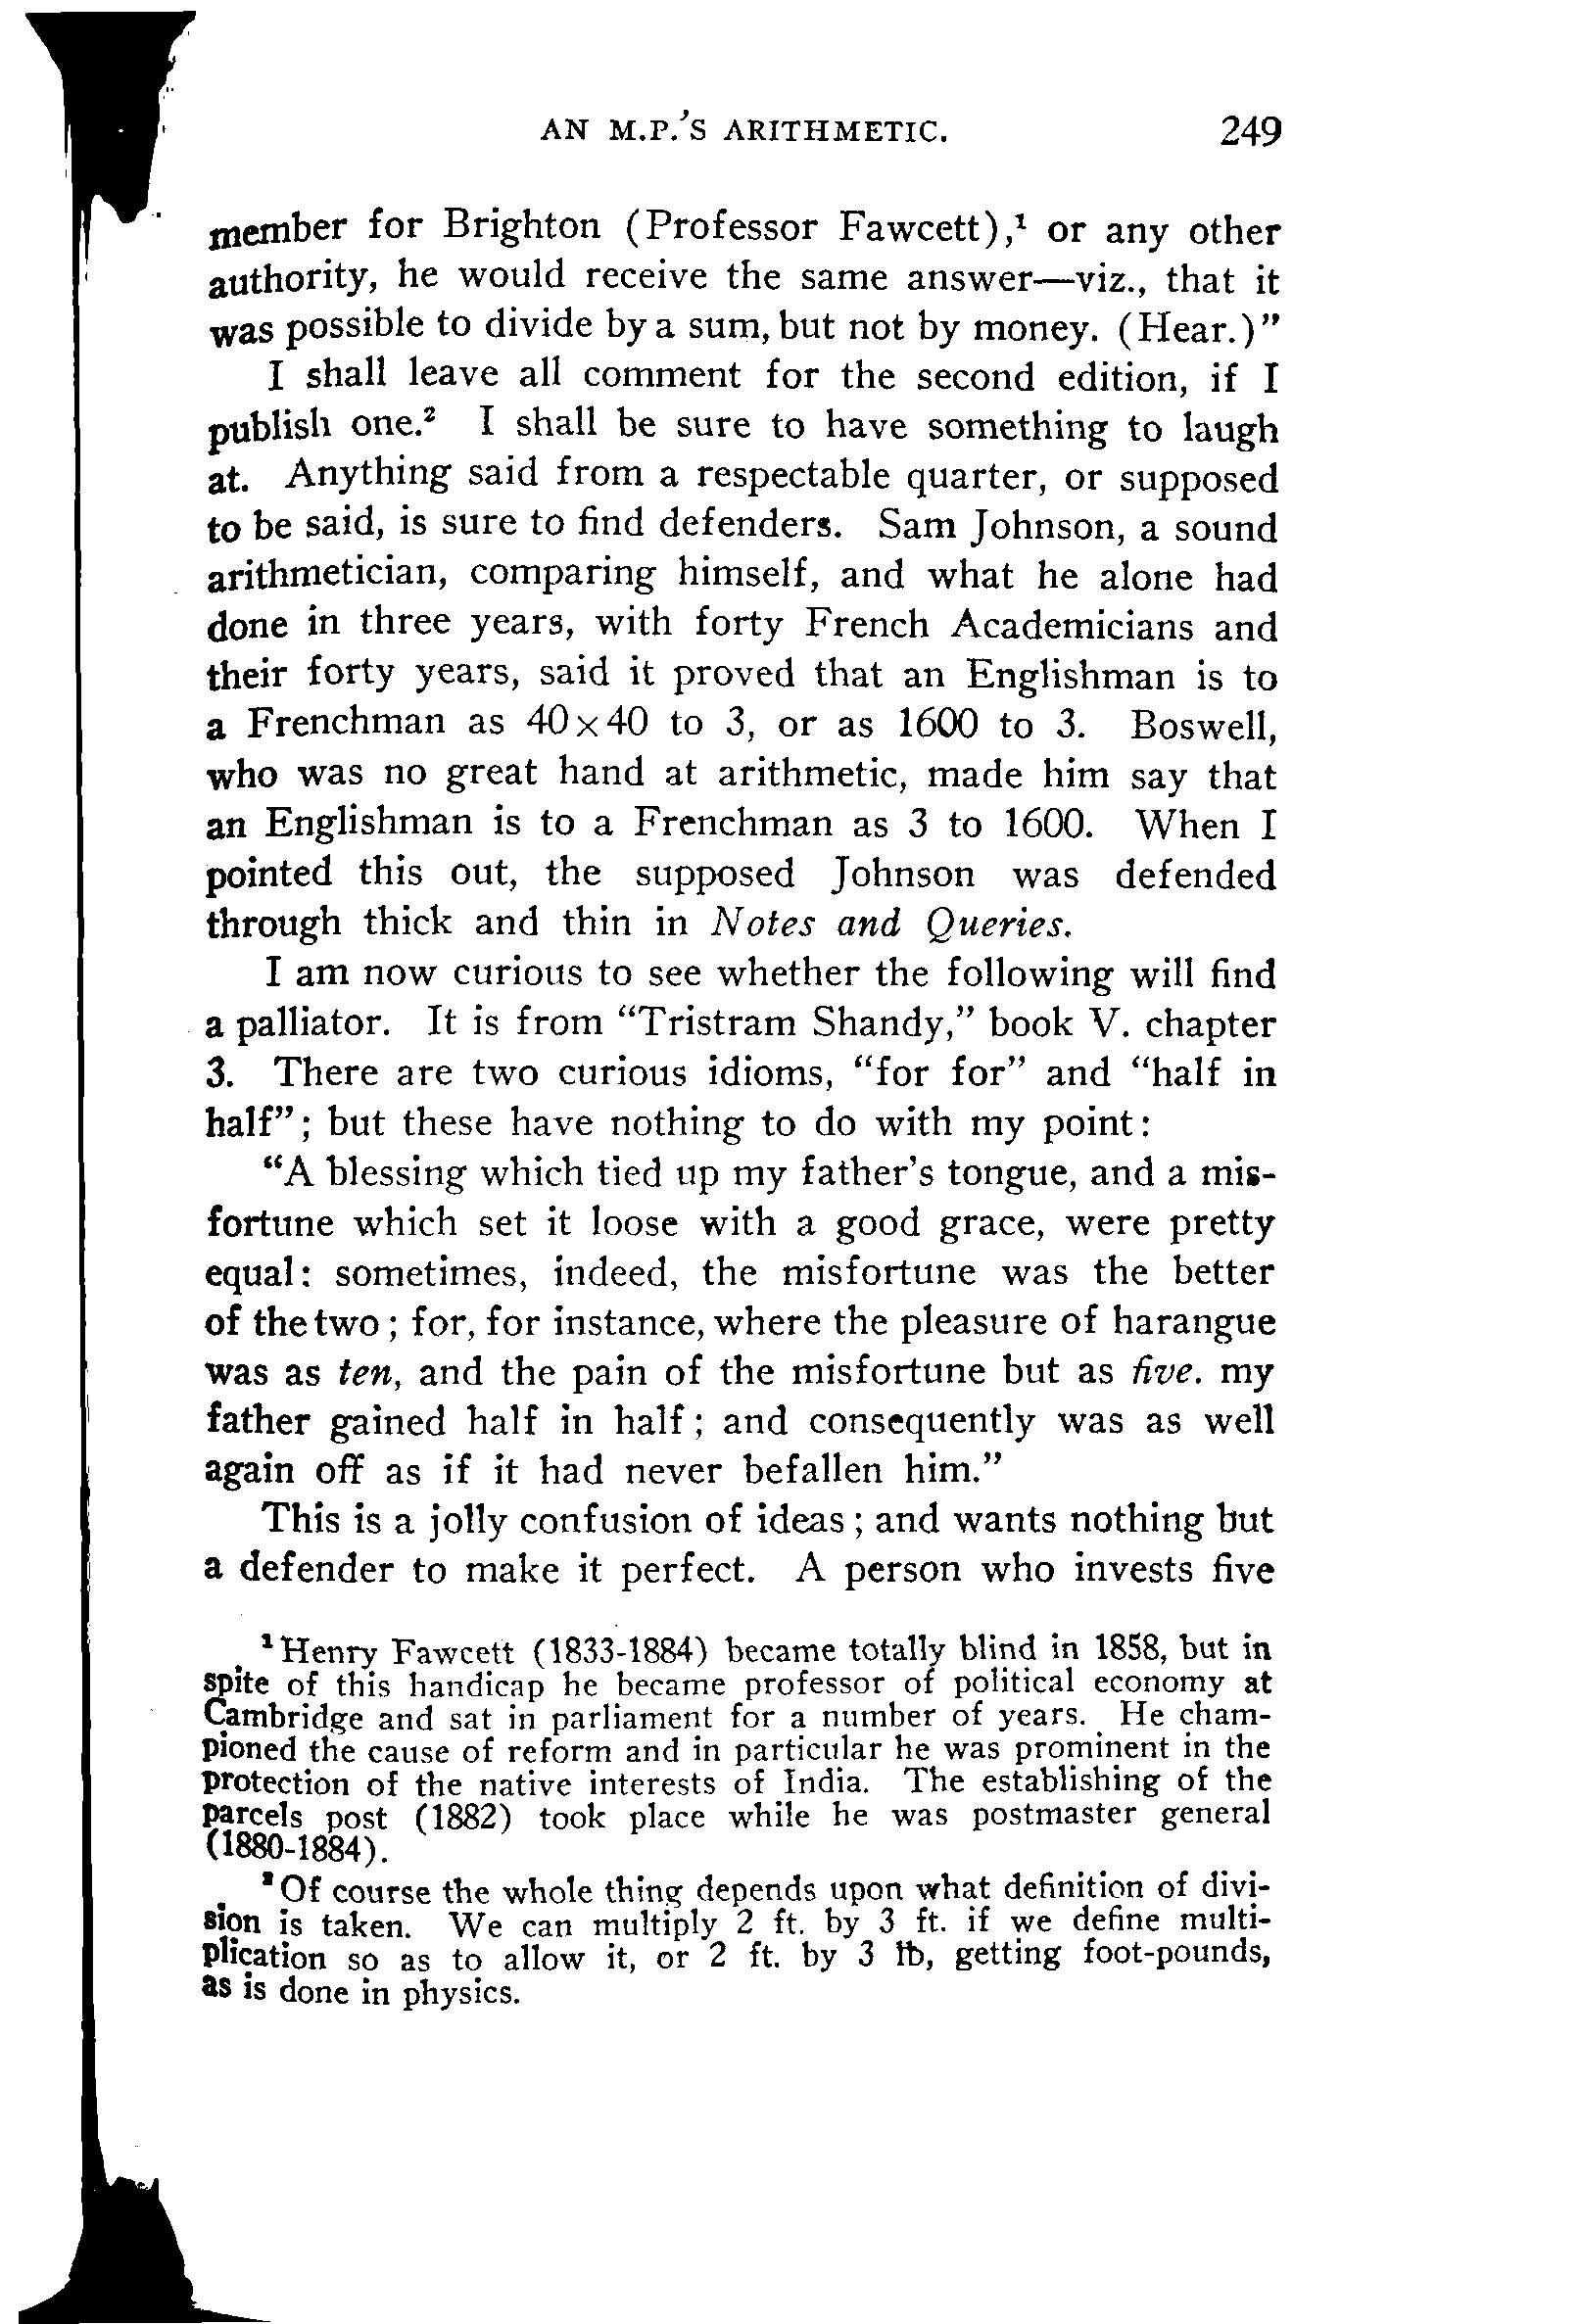 AN M.P.'S ARITHMETIC. 249
member for Brighton (Professor Fawcett),¹ or any other
authority, he would receive the same answer—viz., that it
was possible to divide by a sum, but not by money. (Hear.)"
I shall leave all comment for the second edition, if I
publish one.² I shall be sure to have something to laugh
at. Anything said from a respectable quarter, or supposed
to be said, is sure to find defenders. Sam Johnson, a sound
arithmetician, comparing himself, and what he alone had
done in three years, with forty French Academicians and
their forty years, said it proved that an Englishman is to
a Frenchman as 40×40 to 3, or as 1600 to 3. Boswell,
who was no great hand at arithmetic, made him say that
an Englishman is to a Frenchman as 3 to 1600. When I
pointed this out, the supposed Johnson was defended
through thick and thin in Notes and Queries.
I am now curious to see whether the following will find
a palliator. It is from "Tristram Shandy," book V. chapter
3. There are two curious idioms, "for for" and "half in
half"; but these have nothing to do with my point:
"A blessing which tied up my father's tongue, and a mis-
fortune which set it loose with a good grace, were pretty
equal: sometimes, indeed, the misfortune was the better
of the two; for, for instance, where the pleasure of harangue
was as ten, and the pain of the misfortune but as five. my
father gained half in half; and consequently was as well
again off as if it had never befallen him."
This is a jolly confusion of ideas; and wants nothing but
a defender to make it perfect. A person who invests five
¹ Henry Fawcett (1833-1884) became totally blind in 1858, but in
spite of this handicap he became professor of political economy at
Cambridge and sat in parliament for a number of years. He cham-
pioned the cause of reform and in particular he was prominent in the
protection of the native interests of India. The establishing of the
parcels post (1882) took place while he was postmaster general
(1880-1884).
² Of course the whole thing depends upon what definition of divi-
sion is taken. We can multiply 2 ft. by 3 ft. if we define multi-
plication so as to allow it, or 2 ft. by 3 lb, getting foot-pounds,
as is done in physics.